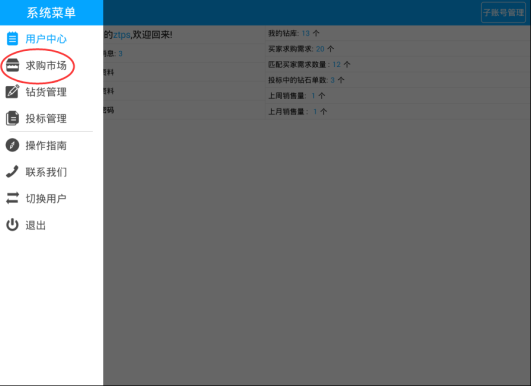 系统菜单
子账号管理
用户中心
求购市场
钻货管理
投标管理
操作指南
联系我们
切换用户
退出
的ztps,欢迎回来!
息: 3
资料
资料
密码
我的钻库: 13 个
买家求购需求: 20 个
匹配买家需求数量: 12 个
投标中的钻石单数: 3 个
上周销售量: 1 个
上月销售量: 1 个